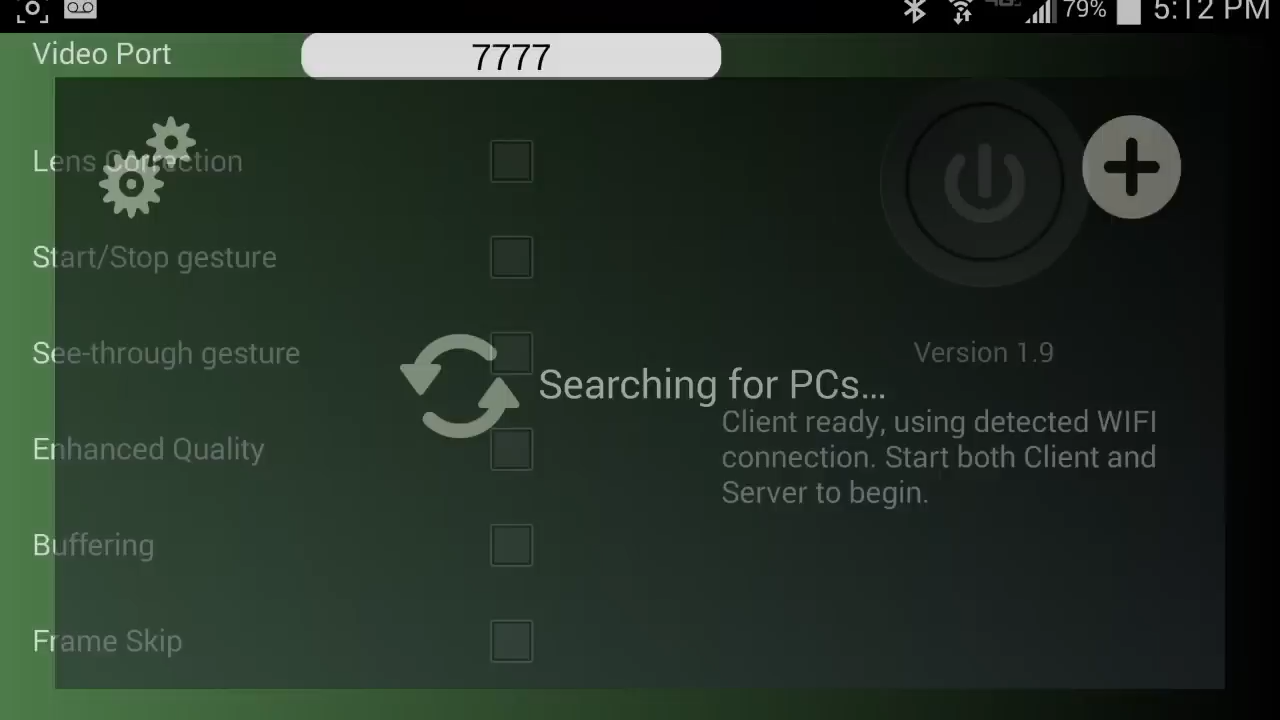 79% 5:12 PM
Video Port 7777
Lens Correction
Start/Stop gesture
See-through gesture
Version 1.9
Searching for PCs...
Client ready, using detected WIFI
connection. Start both Client and
Server to begin.
Enhanced Quality
Buffering
Frame Skip